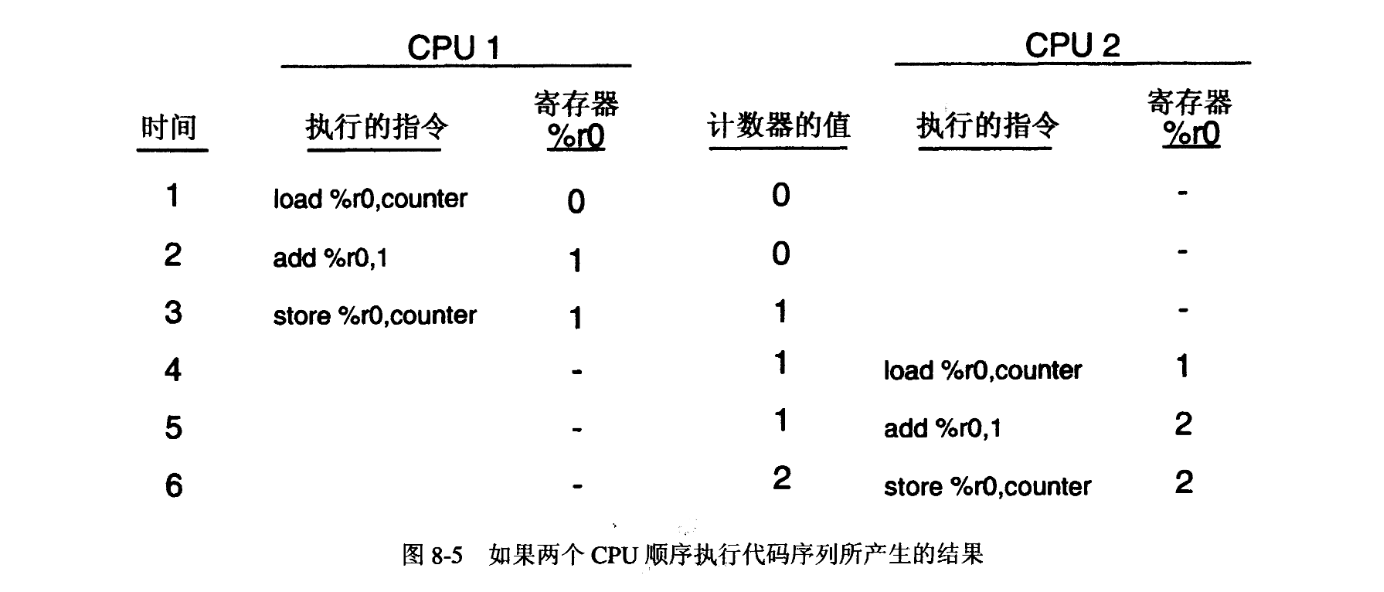 CPU 1 CPU 2
时间 执行的指令 寄存器 %r0 计数器的值 执行的指令 寄存器 %r0
1 load %r0,counter 0 0 -
2 add %r0,1 1 0 -
3 store %r0,counter 1 1 -
4 - 1 load %r0,counter 1
5 - 1 add %r0,1 2
6 - 2 store %r0,counter 2
图 8-5 如果两个 CPU 顺序执行代码序列所产生的结果